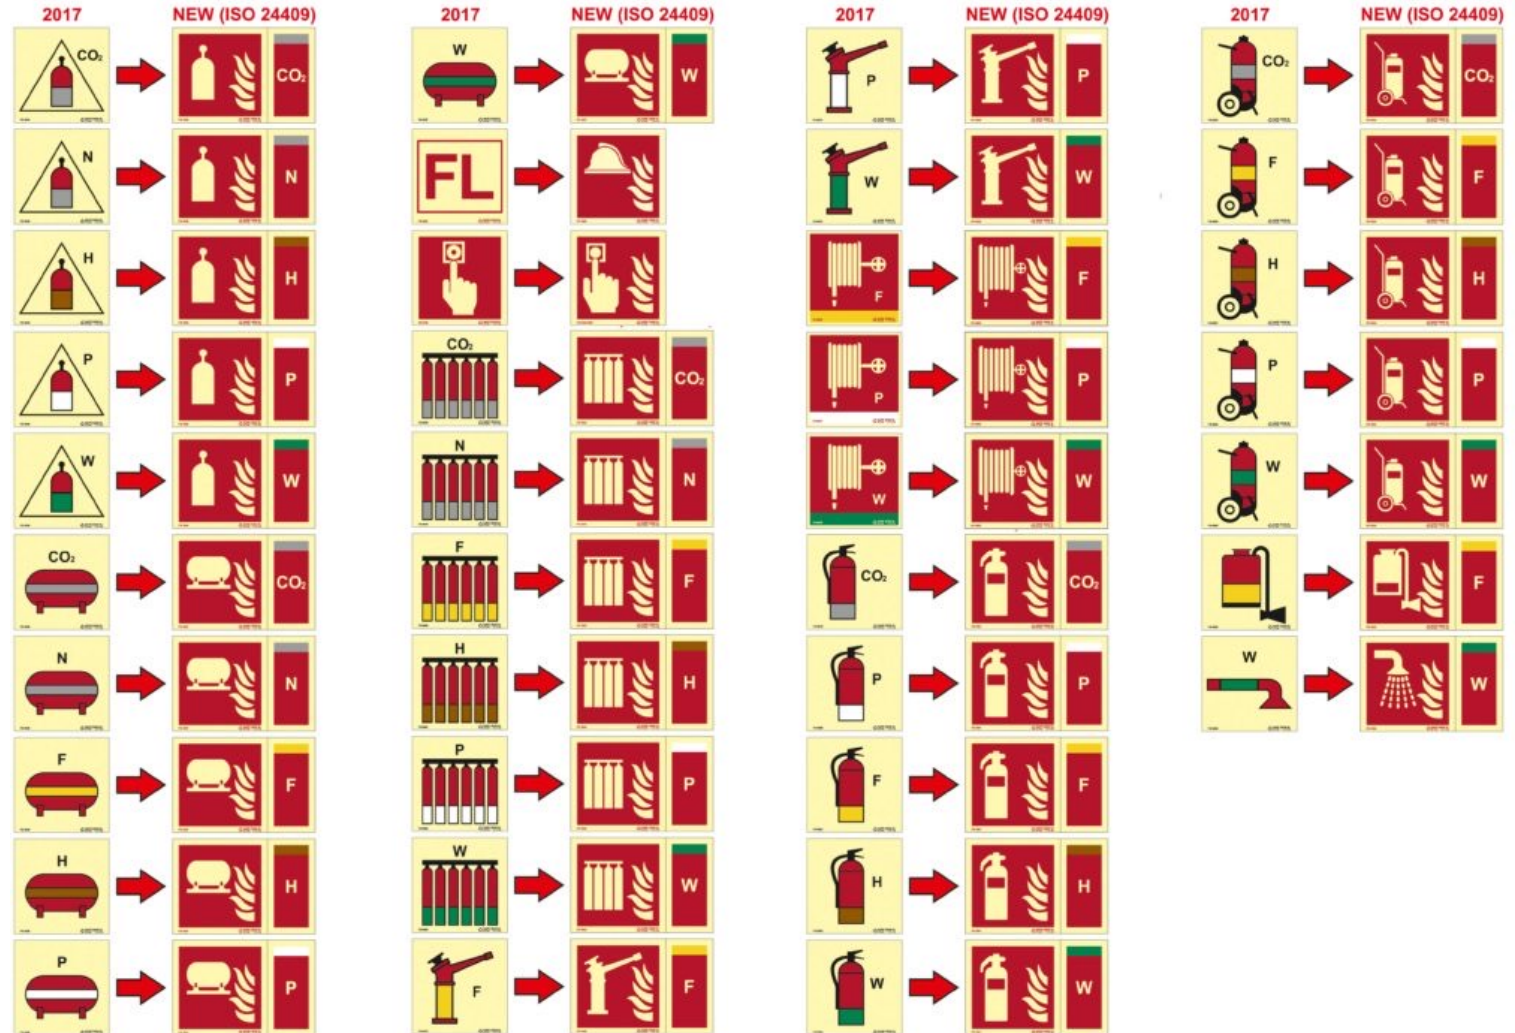 2017 NEW (ISO 24409)
CO₂ CO₂
N N
H H
P P
W W
CO₂ CO₂
N N
F F
H H
P P
2017 NEW (ISO 24409)
W W
FL
CO₂ CO₂
N N
F F
H H
P P
W W
F F
2017 NEW (ISO 24409)
P P
W W
F F
P P
W W
CO₂ CO₂
P P
F F
H H
W W
2017 NEW (ISO 24409)
CO₂ CO₂
F F
H H
P P
W W
F
W W